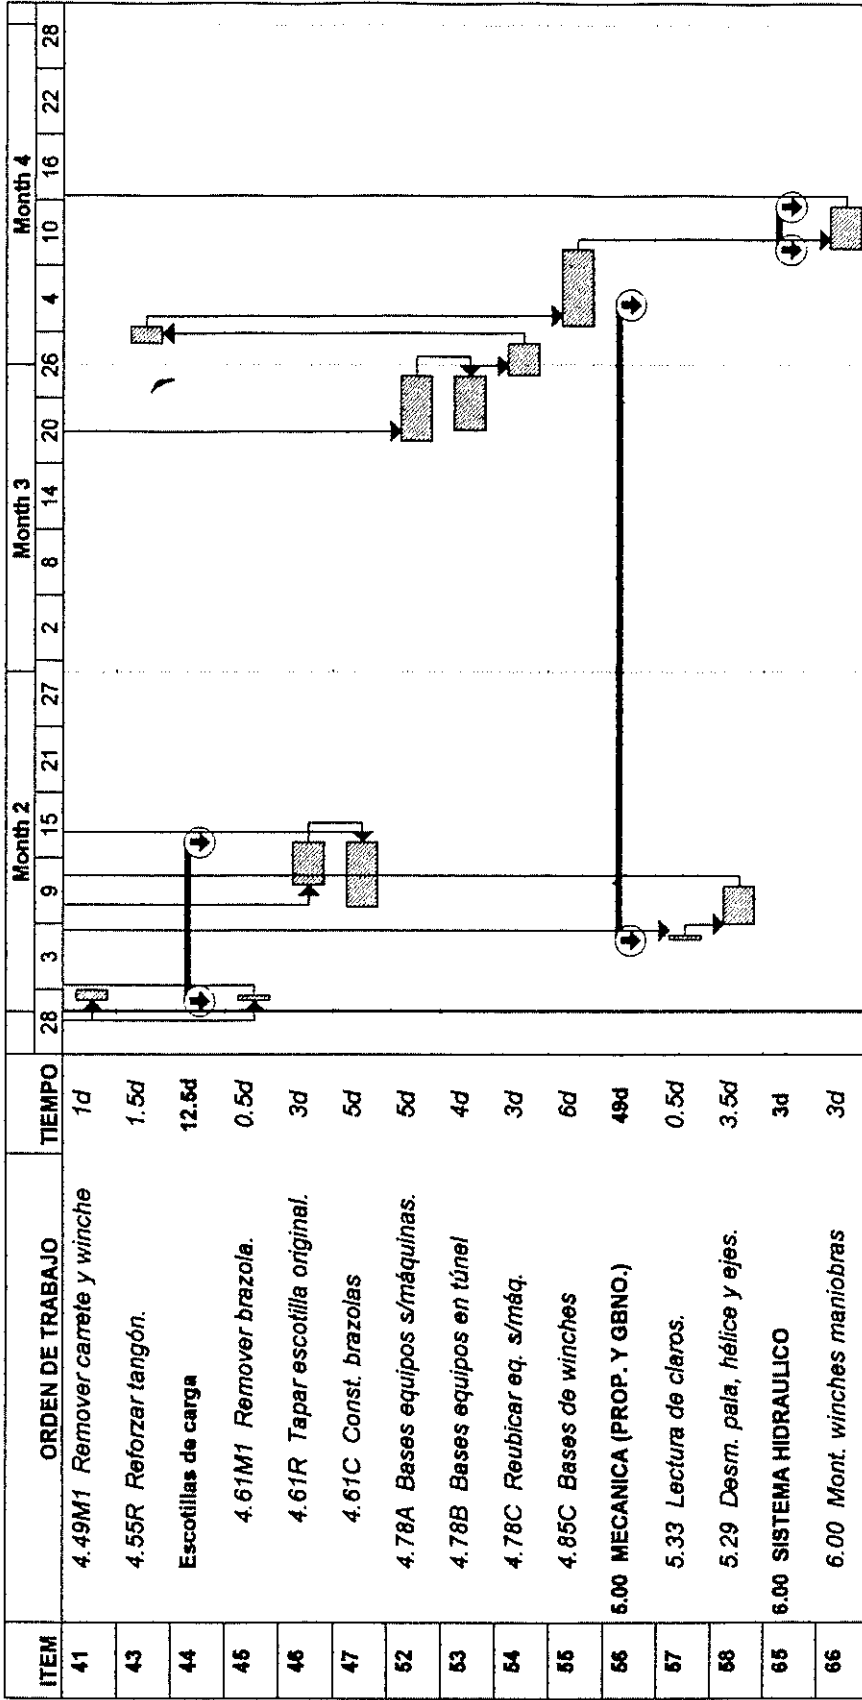 ITEM ORDEN DE TRABAJO TIEMPO Month 2 Month 3 Month 4
28 3 9 15 21 27 2 8 14 20 26 4 10 16 22 28
41 4.49M1 Remover carrete y winche 1d
43 4.55R Reforzar tangón. 1.5d
44 Escotillas de carga 12.5d
45 4.61M1 Remover brazola. 0.5d
46 4.61R Tapar escotilla original. 3d
47 4.61C Const. brazolas 5d
52 4.78A Bases equipos s/máquinas. 5d
53 4.78B Bases equipos en túnel 4d
54 4.78C Reubicar eq. s/máq. 3d
55 4.85C Bases de winches 6d
56 5.00 MECANICA (PROP. Y GBNO.) 49d
57 5.33 Lectura de claros. 0.5d
58 5.29 Desm. pala, hélice y ejes. 3.5d
65 6.00 SISTEMA HIDRAULICO 3d
66 6.00 Mont. winches maniobras 3d